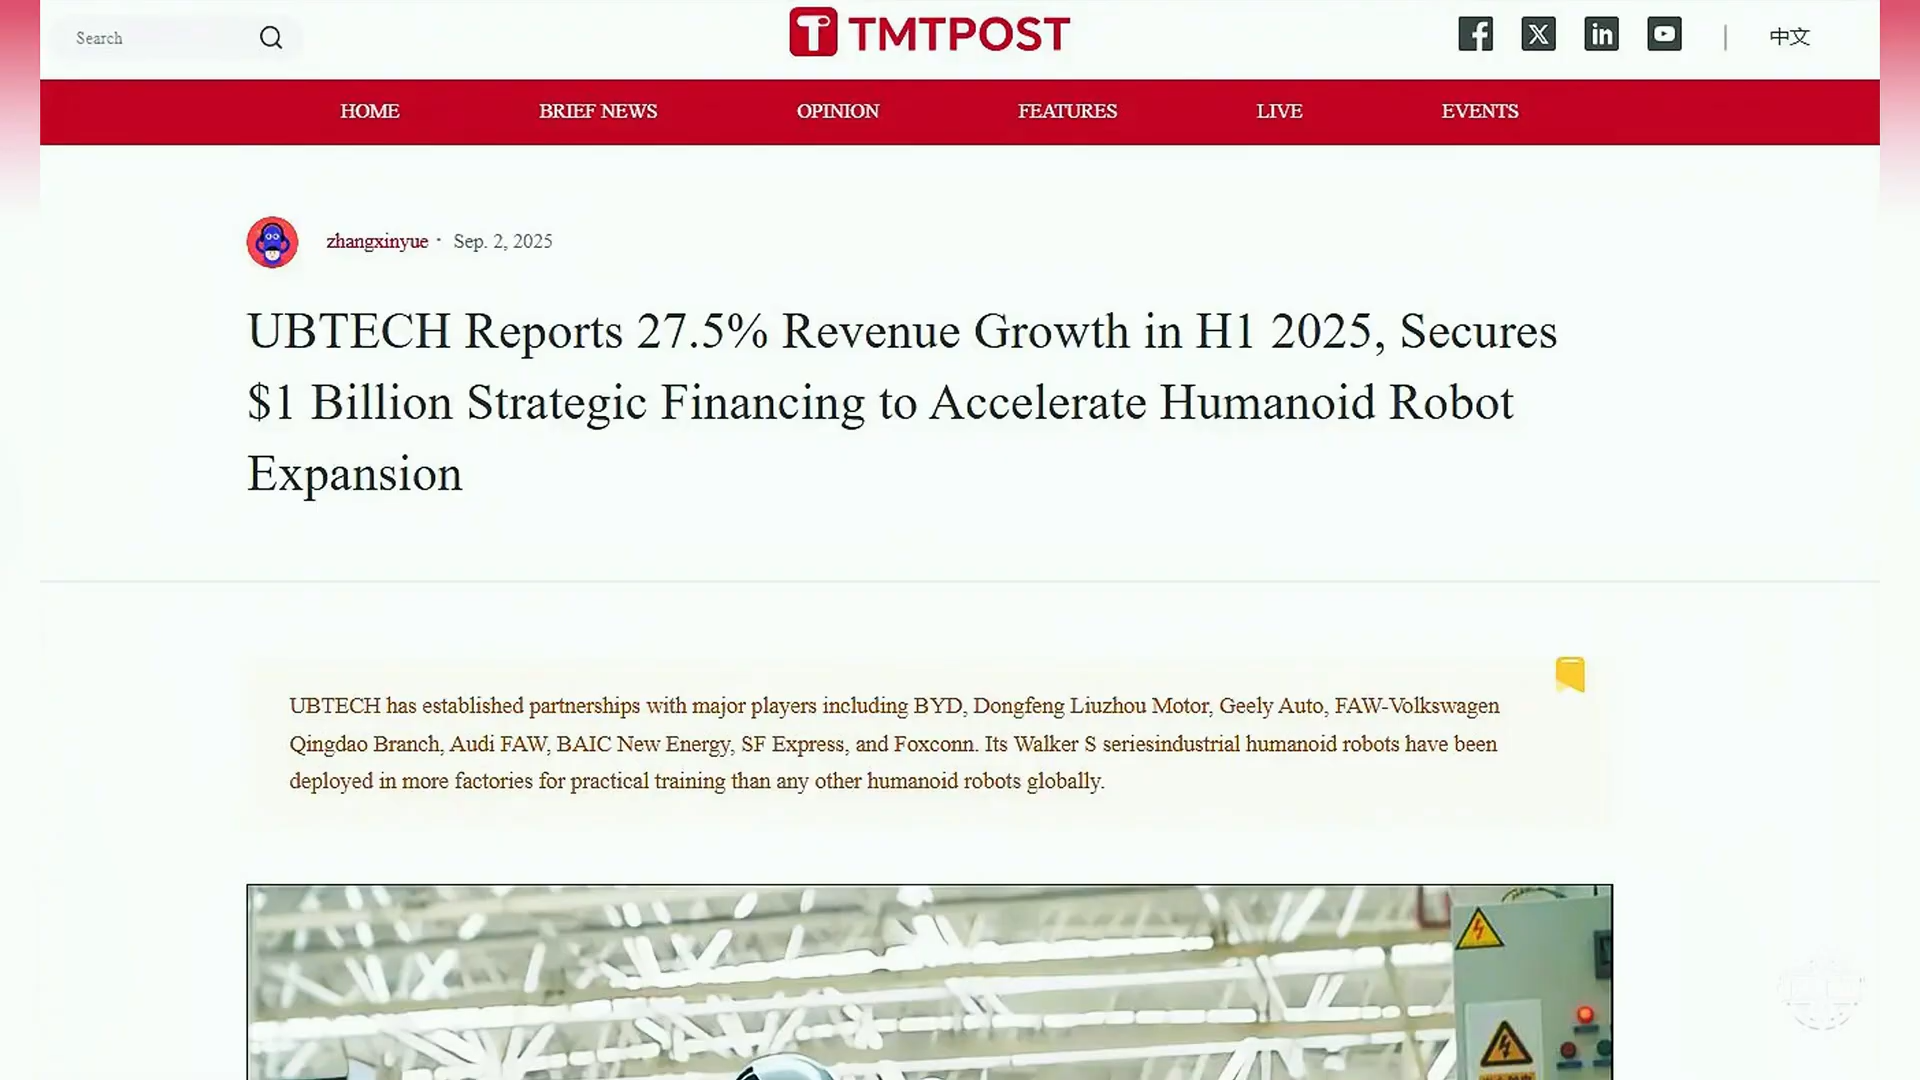 Search
TMTPOST
中文
HOME
BRIEF NEWS
OPINION
FEATURES
LIVE
EVENTS
zhangxinyue · Sep. 2, 2025
UBTECH Reports 27.5% Revenue Growth in H1 2025, Secures
$1 Billion Strategic Financing to Accelerate Humanoid Robot
Expansion
UBTECH has established partnerships with major players including BYD, Dongfeng Liuzhou Motor, Geely Auto, FAW-Volkswagen
Qingdao Branch, Audi FAW, BAIC New Energy, SF Express, and Foxconn. Its Walker S seriesindustrial humanoid robots have been
deployed in more factories for practical training than any other humanoid robots globally.